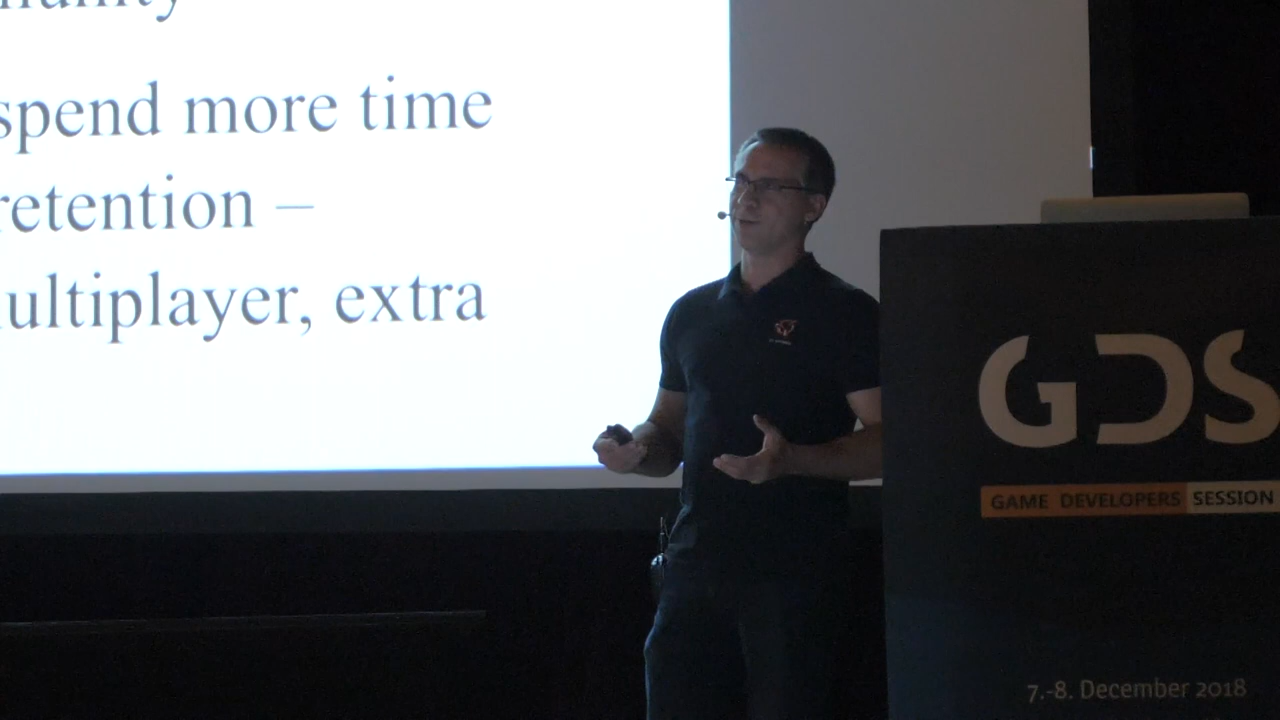 spend more time
retention –
ultiplayer, extra
GDS
GAME DEVELOPERS SESSION
7.-8. December 2018